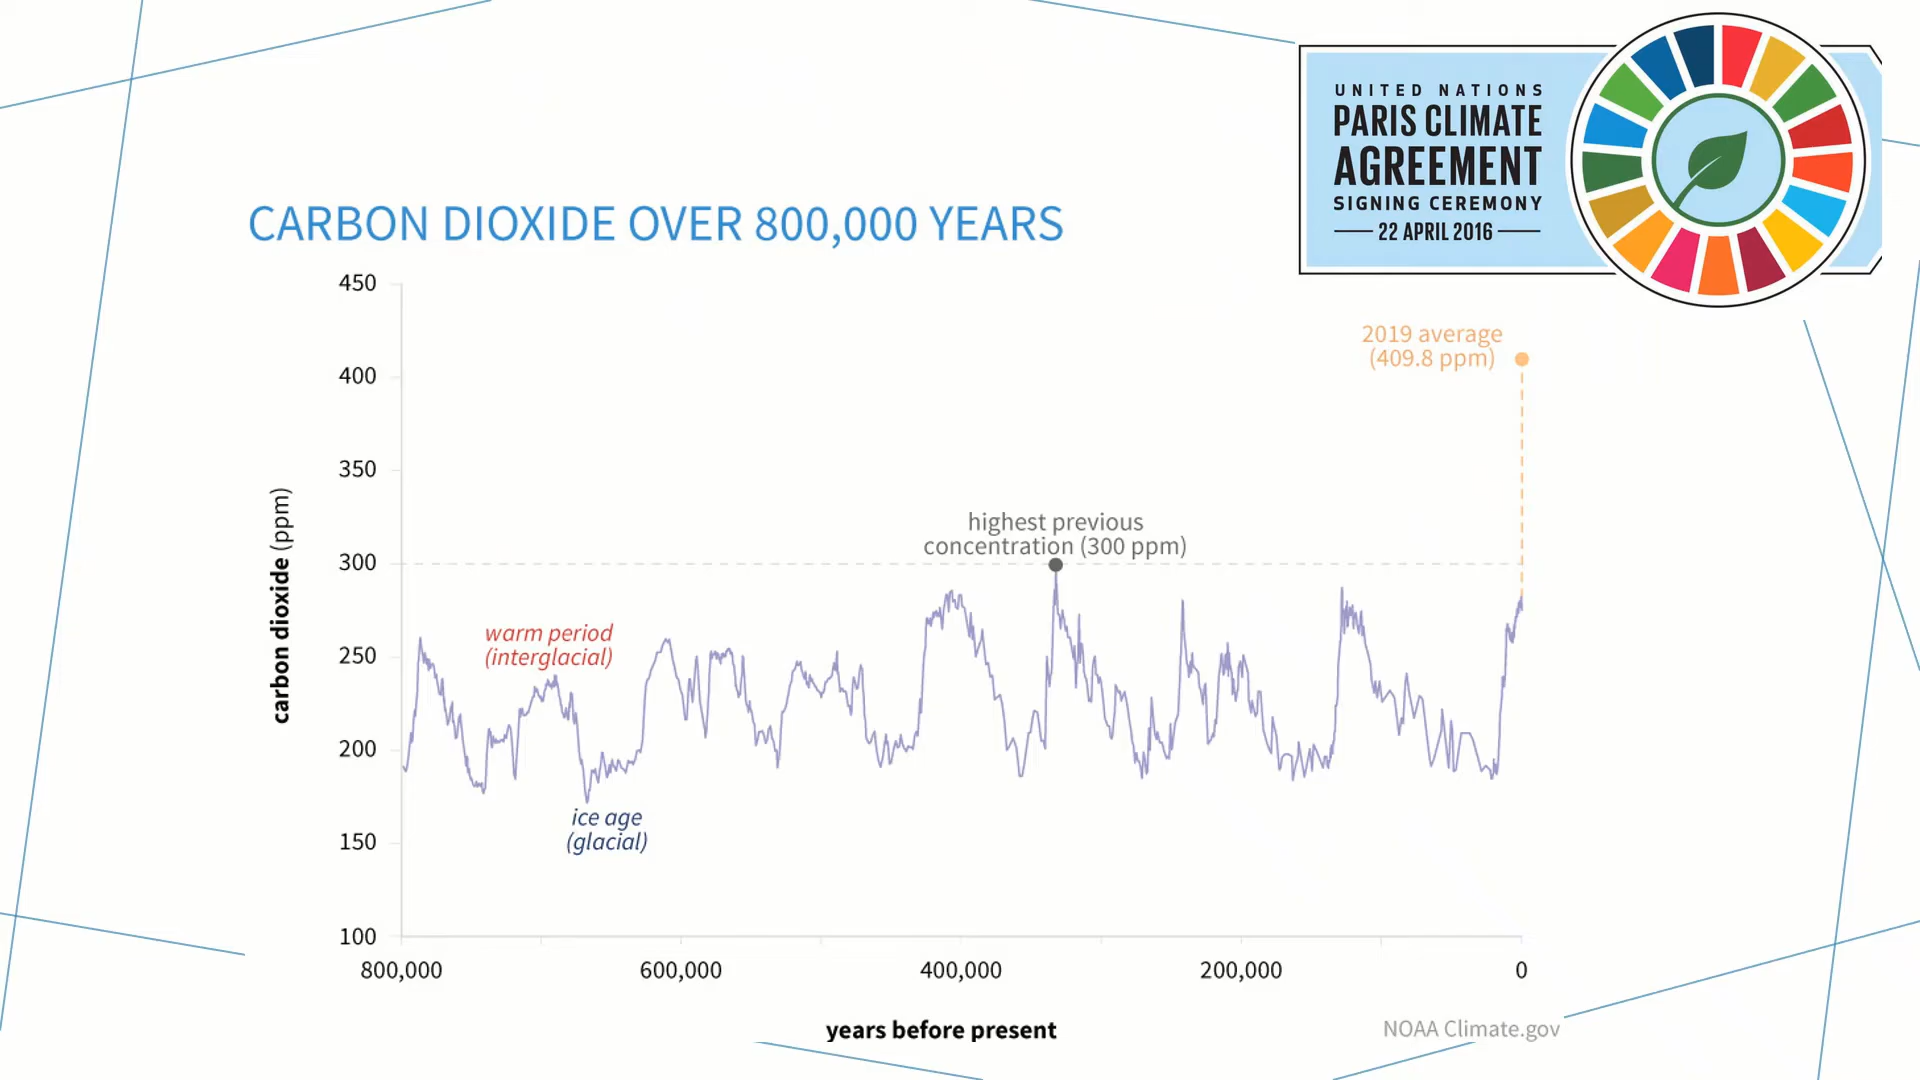 UNITED NATIONS
PARIS CLIMATE
AGREEMENT
SIGNING CEREMONY
22 APRIL 2016
CARBON DIOXIDE OVER 800,000 YEARS
450
400
350
300
250
200
150
100
carbon dioxide (ppm)
2019 average
(409.8 ppm)
highest previous
concentration (300 ppm)
warm period
(interglacial)
ice age
(glacial)
800,000 600,000 400,000 200,000 0
years before present
NOAA Climate.gov